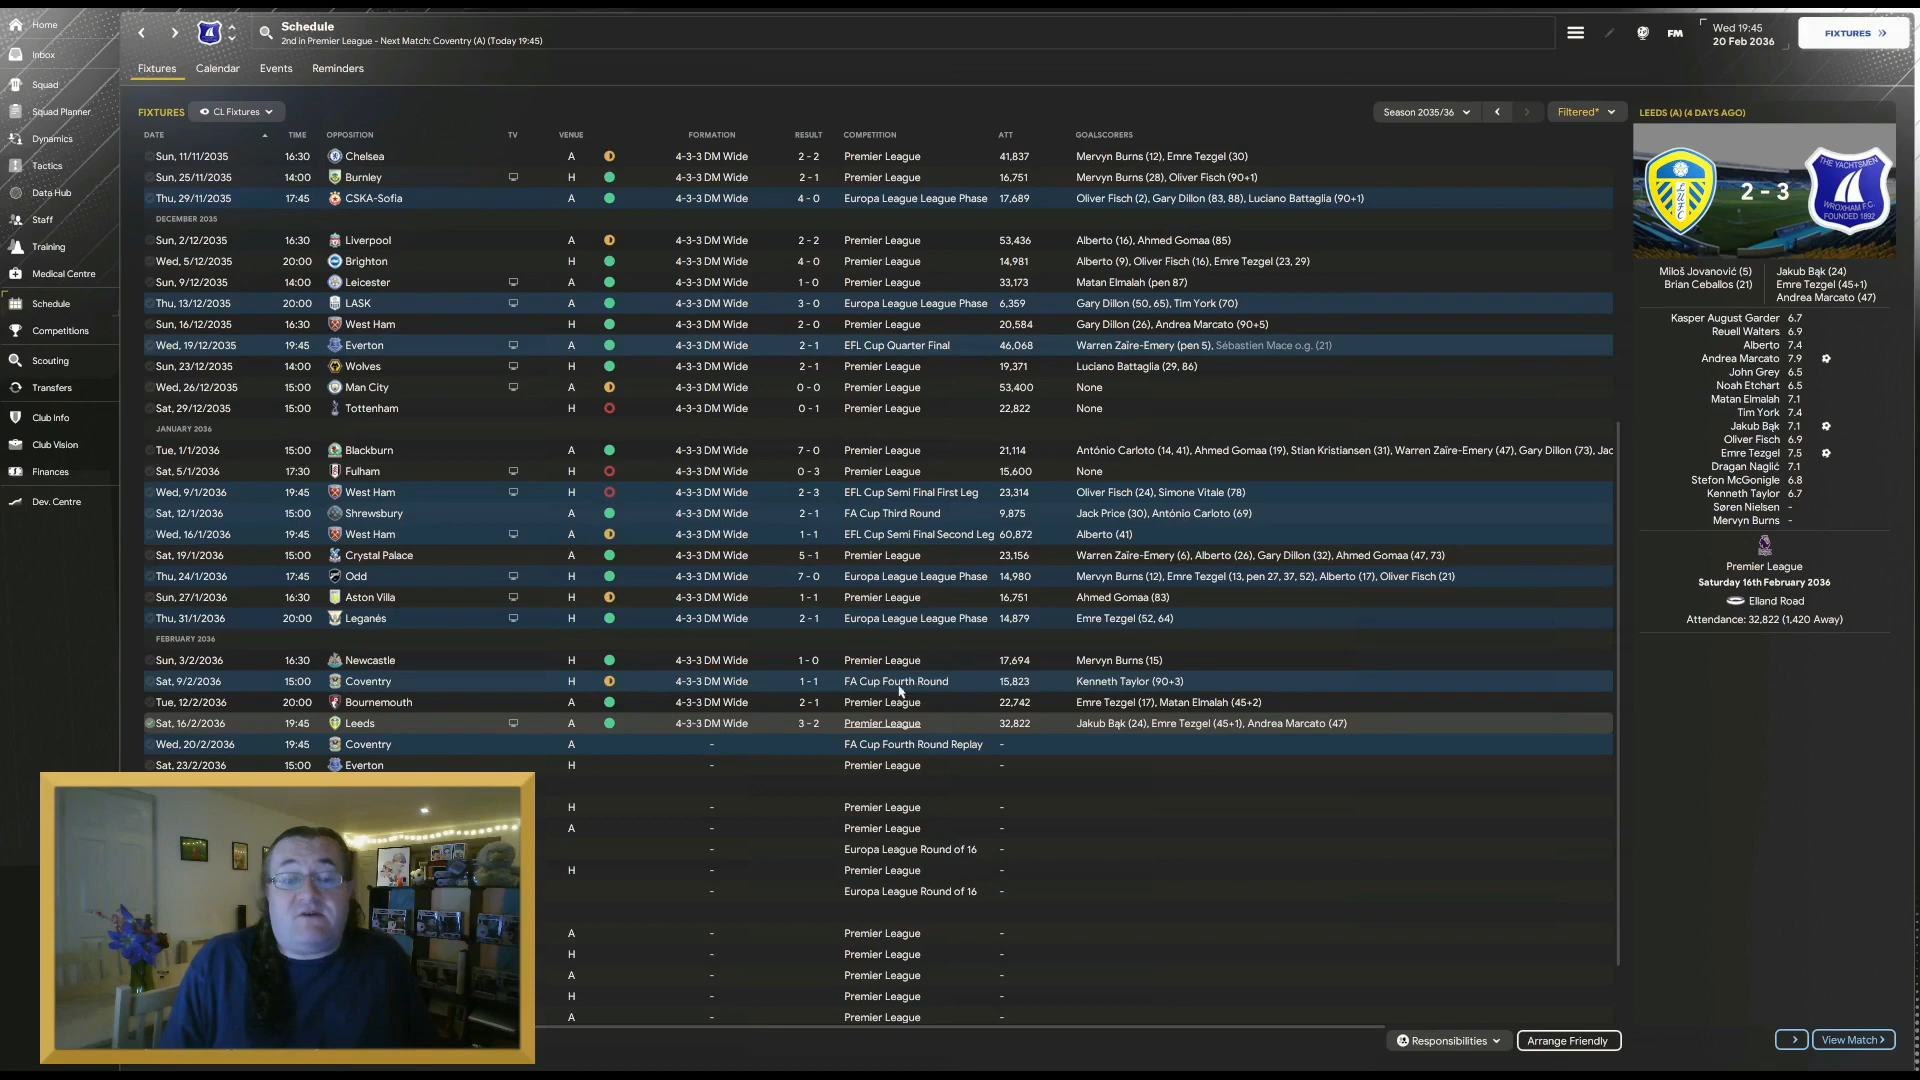 Home
Inbox
Squad
Squad Planner
Dynamics
Tactics
Data Hub
Staff
Training
Medical Centre
Schedule
Competitions
Scouting
Transfers
Club Info
Club Vision
Finances
Dev. Centre
Schedule
2nd in Premier League - Next Match: Coventry (A) (Today 19:45)
FM
Wed 19:45
20 Feb 2036
FIXTURES
Fixtures Calendar Events Reminders
FIXTURES CL Fixtures Season 2035/36 Filtered*
DATE TIME OPPOSITION TV VENUE FORMATION RESULT COMPETITION ATT GOALSCORERS
Sun, 11/11/2035 16:30 Chelsea A 4-3-3 DM Wide 2 - 2 Premier League 41,837 Mervyn Burns (12), Emre Tezgel (30)
Sun, 25/11/2035 14:00 Burnley H 4-3-3 DM Wide 2 - 1 Premier League 16,751 Mervyn Burns (28), Oliver Fisch (90+1)
Thu, 29/11/2035 17:45 CSKA-Sofia A 4-3-3 DM Wide 4 - 0 Europa League League Phase 17,689 Oliver Fisch (2), Gary Dillon (83, 88), Luciano Battaglia (90+1)
DECEMBER 2035
Sun, 2/12/2035 16:30 Liverpool A 4-3-3 DM Wide 2 - 2 Premier League 53,436 Alberto (16), Ahmed Gomaa (85)
Wed, 5/12/2035 20:00 Brighton H 4-3-3 DM Wide 4 - 0 Premier League 14,981 Alberto (9), Oliver Fisch (16), Emre Tezgel (23, 29)
Sun, 9/12/2035 14:00 Leicester A 4-3-3 DM Wide 1 - 0 Premier League 33,173 Matan Elmalah (pen 87)
Thu, 13/12/2035 20:00 LASK A 4-3-3 DM Wide 3 - 0 Europa League League Phase 6,359 Gary Dillon (50, 65), Tim York (70)
Sun, 16/12/2035 16:30 West Ham H 4-3-3 DM Wide 2 - 0 Premier League 20,584 Gary Dillon (26), Andrea Marcato (90+5)
Wed, 19/12/2035 19:45 Everton A 4-3-3 DM Wide 2 - 1 EFL Cup Quarter Final 46,068 Warren Zaïre-Emery (pen 5), Sébastien Mace o.g. (21)
Sun, 23/12/2035 14:00 Wolves H 4-3-3 DM Wide 2 - 1 Premier League 19,371 Luciano Battaglia (29, 86)
Wed, 26/12/2035 15:00 Man City A 4-3-3 DM Wide 0 - 0 Premier League 53,400 None
Sat, 29/12/2035 15:00 Tottenham H 4-3-3 DM Wide 0 - 1 Premier League 22,822 None
JANUARY 2036
Tue, 1/1/2036 15:00 Blackburn A 4-3-3 DM Wide 7 - 0 Premier League 21,114 António Carloto (14, 41), Ahmed Gomaa (19), Stian Kristiansen (31), Warren Zaïre-Emery (47), Gary Dillon (73), Jac
Sat, 5/1/2036 17:30 Fulham H 4-3-3 DM Wide 0 - 3 Premier League 15,600 None
Wed, 9/1/2036 19:45 West Ham H 4-3-3 DM Wide 2 - 3 EFL Cup Semi Final First Leg 23,314 Oliver Fisch (24), Simone Vitale (78)
Sat, 12/1/2036 15:00 Shrewsbury A 4-3-3 DM Wide 2 - 1 FA Cup Third Round 9,875 Jack Price (30), António Carloto (69)
Wed, 16/1/2036 19:45 West Ham A 4-3-3 DM Wide 1 - 1 EFL Cup Semi Final Second Leg 60,872 Alberto (41)
Sat, 19/1/2036 15:00 Crystal Palace A 4-3-3 DM Wide 5 - 1 Premier League 23,156 Warren Zaïre-Emery (6), Alberto (26), Gary Dillon (32), Ahmed Gomaa (47, 73)
Thu, 24/1/2036 17:45 Odd H 4-3-3 DM Wide 7 - 0 Europa League League Phase 14,980 Mervyn Burns (12), Emre Tezgel (13, pen 27, 37, 52), Alberto (17), Oliver Fisch (21)
Sun, 27/1/2036 16:30 Aston Villa H 4-3-3 DM Wide 1 - 1 Premier League 16,751 Ahmed Gomaa (83)
Thu, 31/1/2036 20:00 Leganés H 4-3-3 DM Wide 2 - 1 Europa League League Phase 14,879 Emre Tezgel (52, 64)
FEBRUARY 2036
Sun, 3/2/2036 16:30 Newcastle H 4-3-3 DM Wide 1 - 0 Premier League 17,694 Mervyn Burns (15)
Sat, 9/2/2036 15:00 Coventry H 4-3-3 DM Wide 1 - 1 FA Cup Fourth Round 15,823 Kenneth Taylor (90+3)
Tue, 12/2/2036 20:00 Bournemouth A 4-3-3 DM Wide 2 - 1 Premier League 22,742 Emre Tezgel (17), Matan Elmalah (45+2)
Sat, 16/2/2036 19:45 Leeds A 4-3-3 DM Wide 3 - 2 Premier League 32,822 Jakub Bąk (24), Emre Tezgel (45+1), Andrea Marcato (47)
Wed, 20/2/2036 19:45 Coventry A - FA Cup Fourth Round Replay -
Sat, 23/2/2036 15:00 Everton H - Premier League -
H - Premier League -
A - Premier League -
- Europa League Round of 16 -
H - Premier League -
- Europa League Round of 16 -
A - Premier League -
H - Premier League -
A - Premier League -
H - Premier League -
A - Premier League -
Responsibilities Arrange Friendly
LEEDS (A) (4 DAYS AGO)
LUFC
2 - 3
THE YACHTSMEN
WROXHAM F.C.
FOUNDED 1892
Miloš Jovanović (5) Jakub Bąk (24)
Brian Ceballos (21) Emre Tezgel (45+1)
Andrea Marcato (47)
Kasper August Garder 6.7
Reuell Walters 6.9
Alberto 7.4
Andrea Marcato 7.9
John Grey 6.5
Noah Etchart 6.5
Matan Elmalah 7.1
Tim York 7.4
Jakub Bąk 7.1
Oliver Fisch 6.9
Emre Tezgel 7.5
Dragan Naglić 7.1
Stefon McGonigle 6.8
Kenneth Taylor 6.7
Søren Nielsen -
Mervyn Burns -
Premier League
Saturday 16th February 2036
Elland Road
Attendance: 32,822 (1,420 Away)
View Match